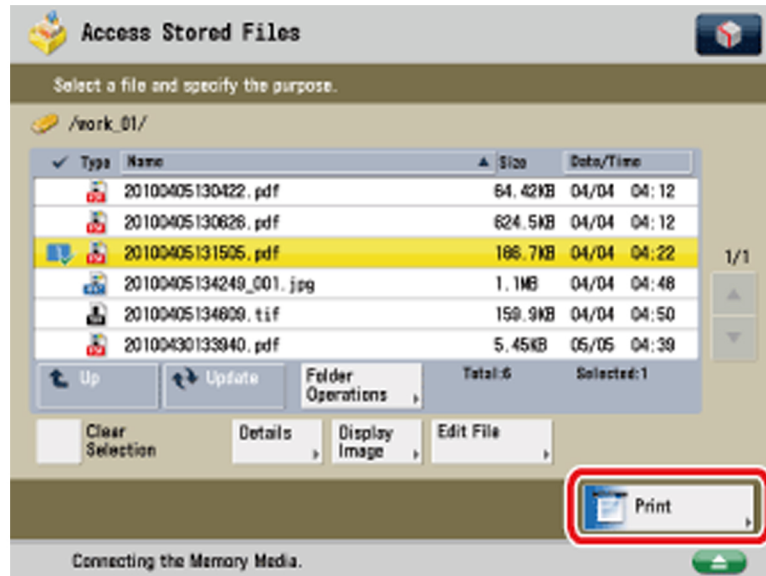 Access Stored Files
Select a file and specify the purpose.
/work_01/
Type Name Size Date/Time
20100405130422.pdf 64.42KB 04/04 04:12
20100405130626.pdf 624.5KB 04/04 04:12
1 20100405131505.pdf 186.7KB 04/04 04:22
20100405134249_001.jpg 1.1MB 04/04 04:48
20100405134609.tif 159.9KB 04/04 04:50
20100430133940.pdf 5.45KB 05/05 04:39
1/1
Up Update Folder Operations Total:6 Selected:1
Clear Selection Details Display Image Edit File
Print
Connecting the Memory Media.